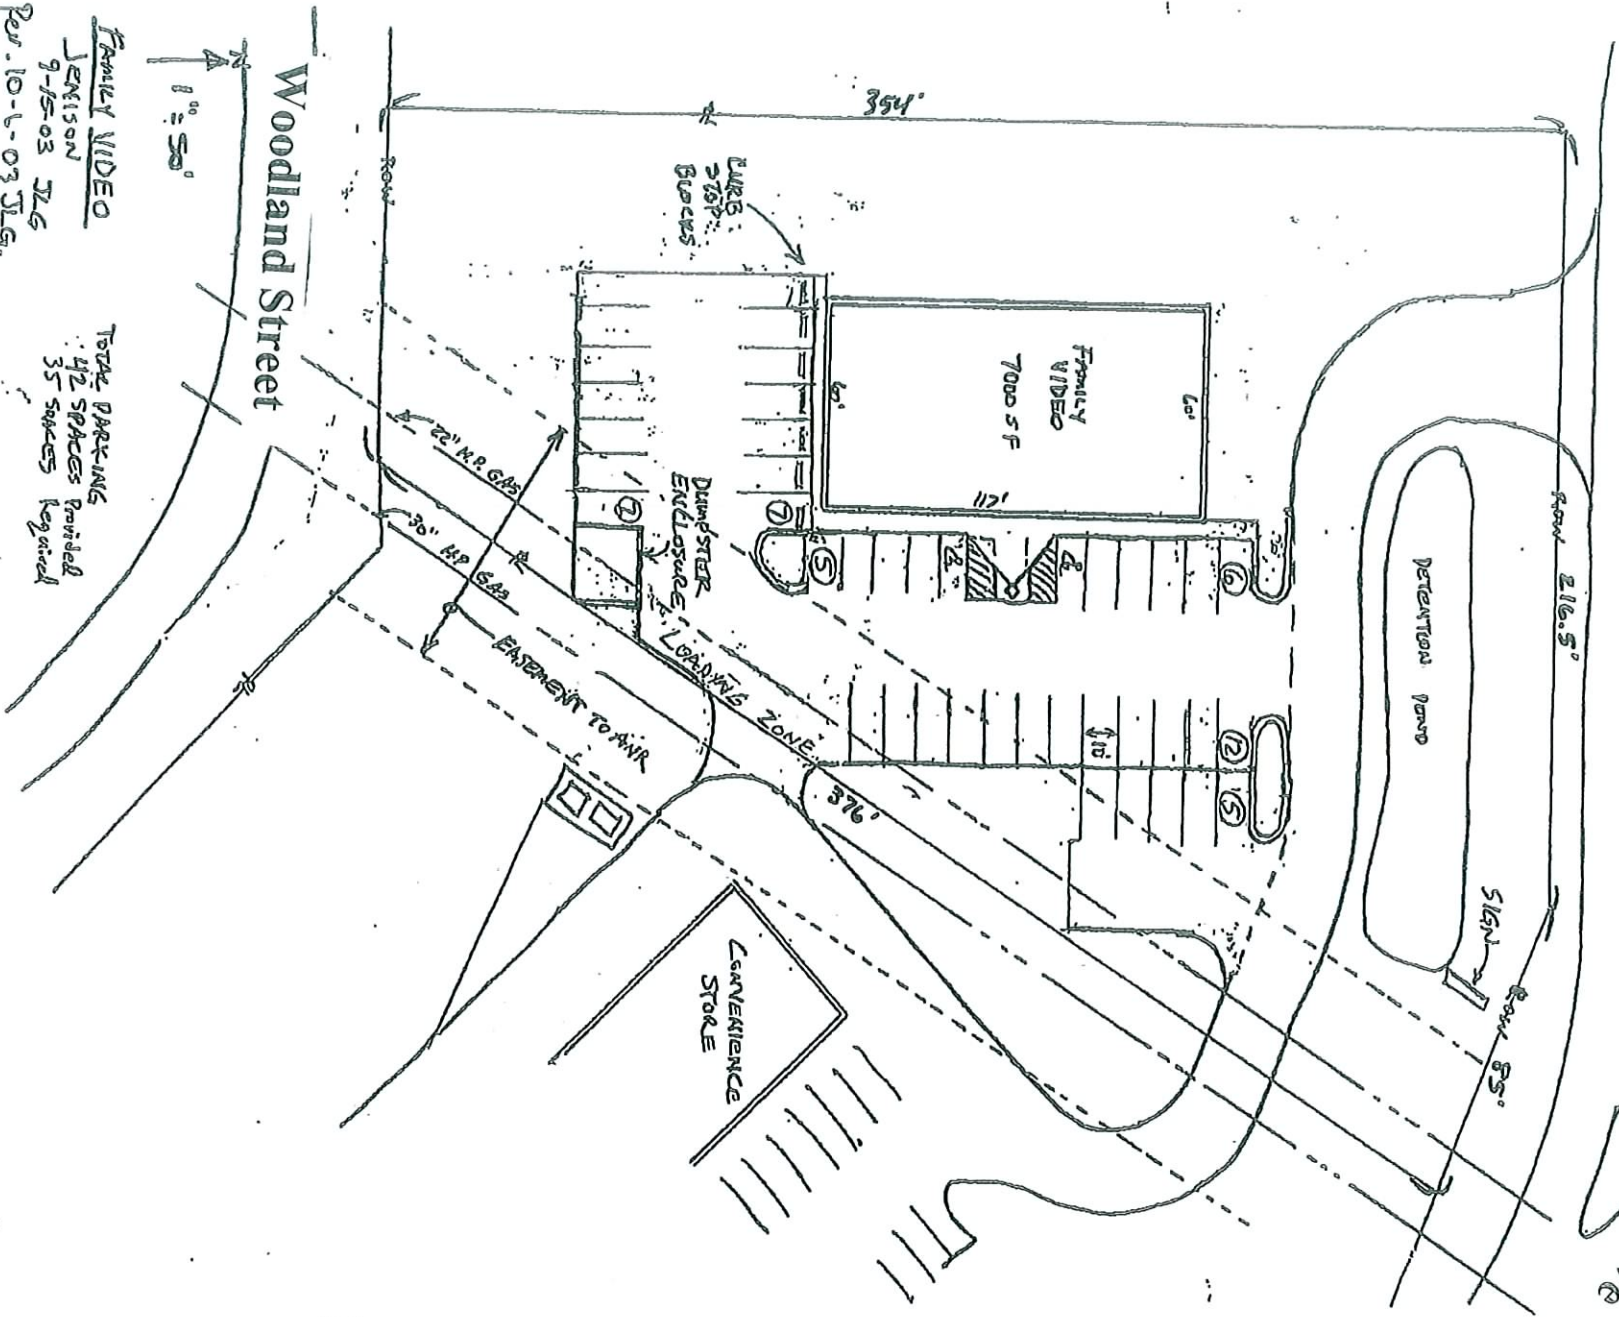 FAMILY VIDEO
JENISON
9-15-03 JLG
Rev. 10-6-03 JLG.
N
1" = 50'
Woodland Street
TOTAL PARKING
42 SPACES Provided
35 SPACES Required
354'
ROW
CURB
STOP
BLOCKS
FAMILY
VIDEO
7000 SF
60'
60'
117'
22" H.P. GAS
30" H.P. GAS
7
7
5
6
12
5
10'
DUMPSTER
ENCLOSURE
LOADING ZONE
EASEMENT TO ANR
376'
CONVENIENCE
STORE
DETENTION POND
ROW 216.5'
SIGN
ROW 85'